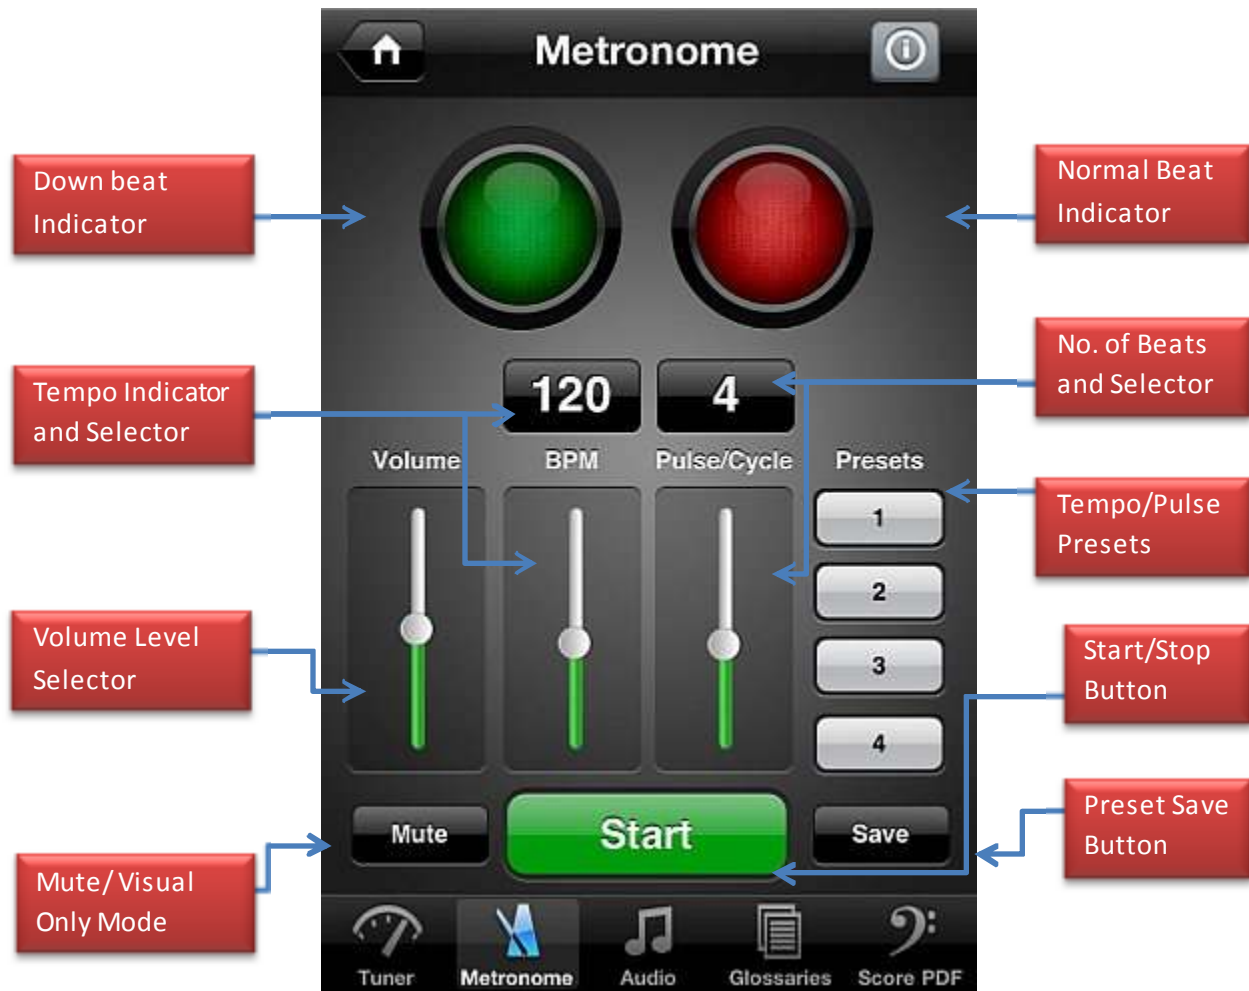 Metronome
Down beat
Indicator
Normal Beat
Indicator
Tempo Indicator
and Selector
120
4
No. of Beats
and Selector
Volume
BPM
Pulse/Cycle
Presets
1
2
3
4
Tempo/Pulse
Presets
Volume Level
Selector
Start/Stop
Button
Mute
Start
Save
Preset Save
Button
Mute/ Visual
Only Mode
Tuner
Metronome
Audio
Glossaries
Score PDF